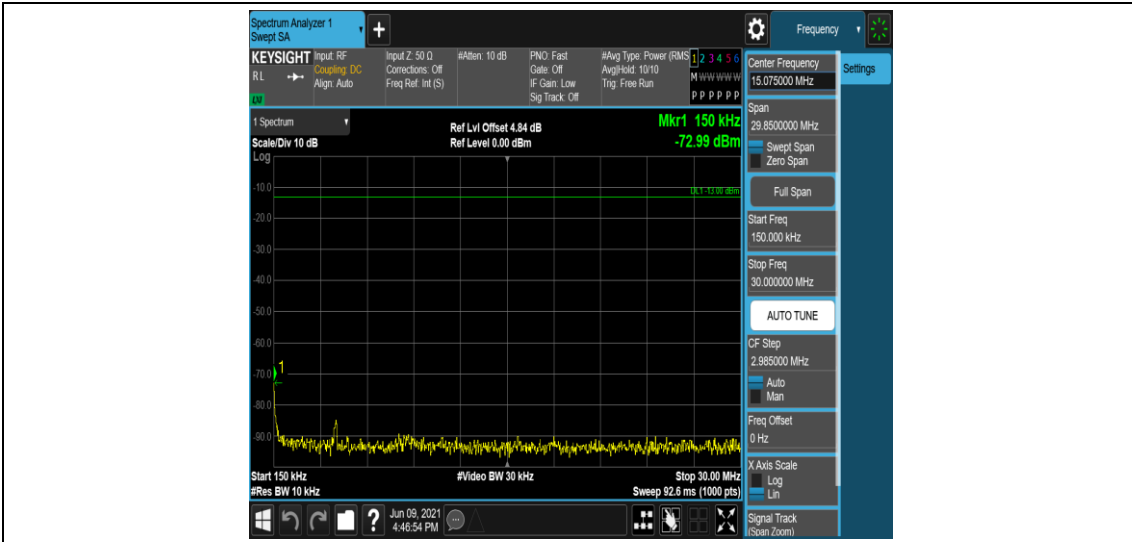 Spectrum Analyzer 1
Swept SA
+
Frequency
KEYSIGHT
RL
LXI
Input: RF
Coupling: DC
Align: Auto
Input Z: 50 Ω
Corrections: Off
Freq Ref: Int (S)
#Atten: 10 dB
PNO: Fast
Gate: Off
IF Gain: Low
Sig Track: Off
#Avg Type: Power (RMS
Avg|Hold: 10/10
Trig: Free Run
1 2 3 4 5 6
M W W W W W
P P P P P P
1 Spectrum
Scale/Div 10 dB
Ref Lvl Offset 4.84 dB
Ref Level 0.00 dBm
Mkr1 150 kHz
-72.99 dBm
Log
DL1 -13.00 dBm
-10.0
-20.0
-30.0
-40.0
-50.0
-60.0
-70.0
1
-80.0
-90.0
Start 150 kHz
#Video BW 30 kHz
Stop 30.00 MHz
#Res BW 10 kHz
Sweep 92.6 ms (1000 pts)
?
Jun 09, 2021
4:46:54 PM
Center Frequency
15.075000 MHz
Settings
Span
29.8500000 MHz
Swept Span
Zero Span
Full Span
Start Freq
150.000 kHz
Stop Freq
30.000000 MHz
AUTO TUNE
CF Step
2.985000 MHz
Auto
Man
Freq Offset
0 Hz
X Axis Scale
Log
Lin
Signal Track
(Span Zoom)